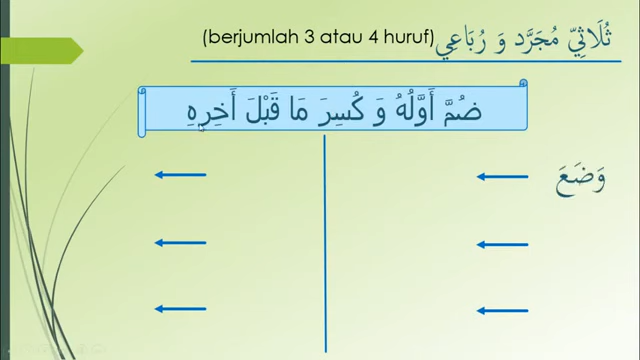 ثُلَاثِيّ مُجَرَّد وَ رُبَاعِي(berjumlah 3 atau 4 huruf)
ضُمَّ أَوَّلُهُ وَ كُسِرَ مَا قَبْلَ أَخِرِهِ
وَضَعَ